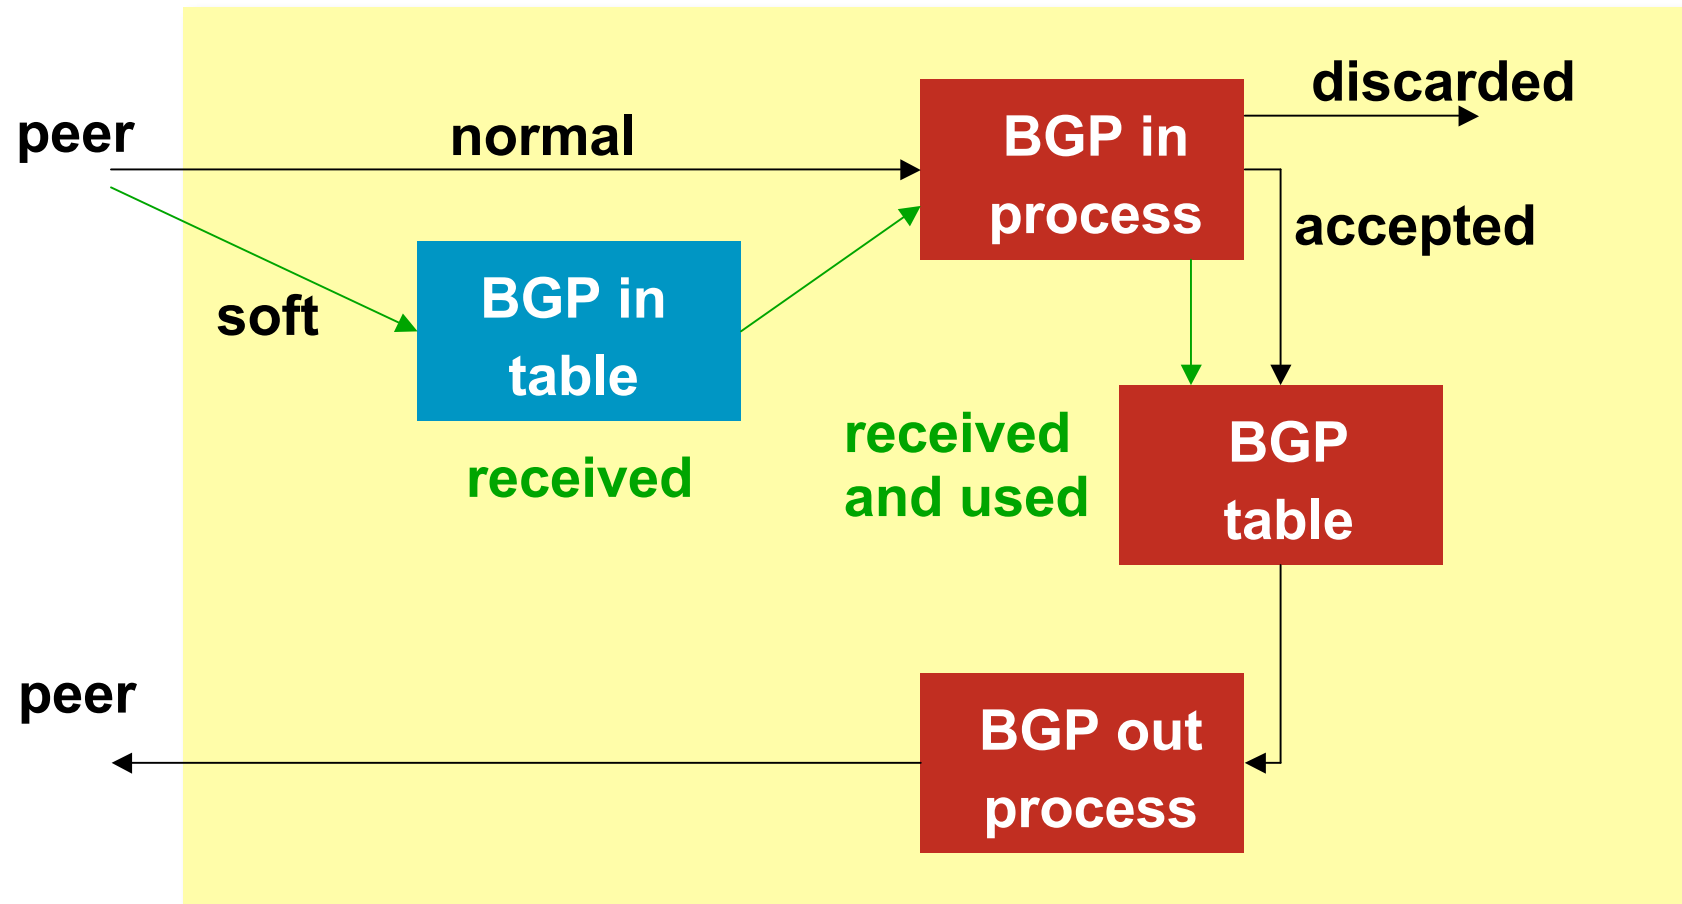 peer
normal
BGP in
process
discarded
accepted
soft
BGP in
table
received
received
and used
BGP
table
peer
BGP out
process